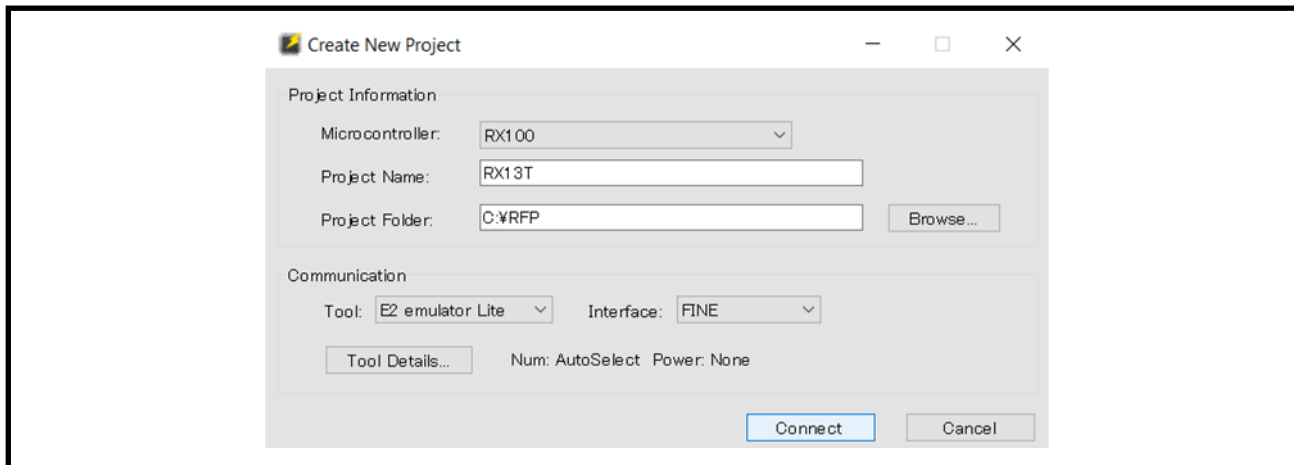 Create New Project
Project Information
Microcontroller: RX100
Project Name: RX13T
Project Folder: C:¥RFP Browse...
Communication
Tool: E2 emulator Lite Interface: FINE
Tool Details... Num: AutoSelect Power: None
Connect Cancel